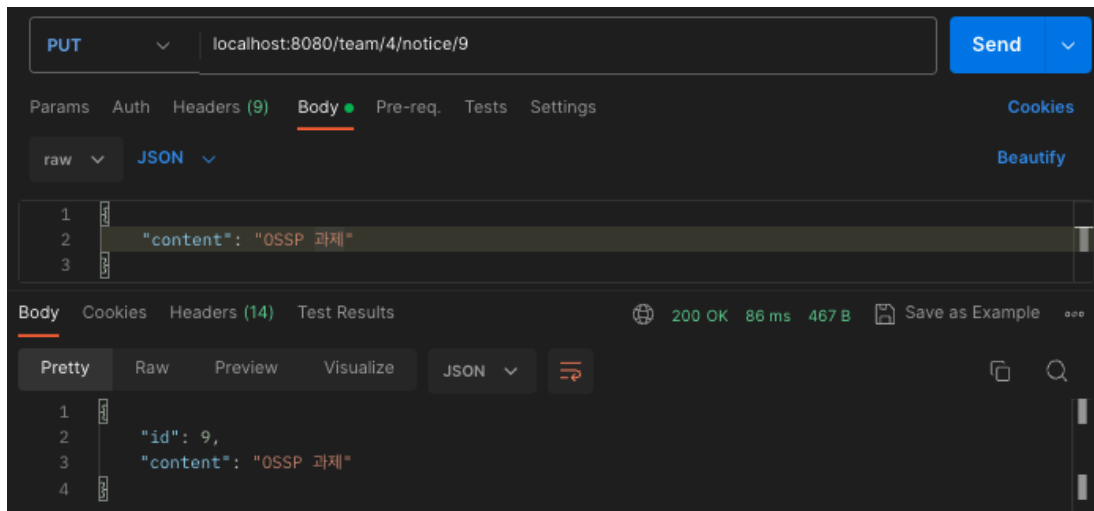 PUT localhost:8080/team/4/notice/9 Send
Params Auth Headers (9) Body Pre-req. Tests Settings Cookies
raw JSON Beautify
1 {
2 "content": "OSSP 과제"
3 }
Body Cookies Headers (14) Test Results 200 OK 86 ms 467 B Save as Example
Pretty Raw Preview Visualize JSON
1 {
2 "id": 9,
3 "content": "OSSP 과제"
4 }